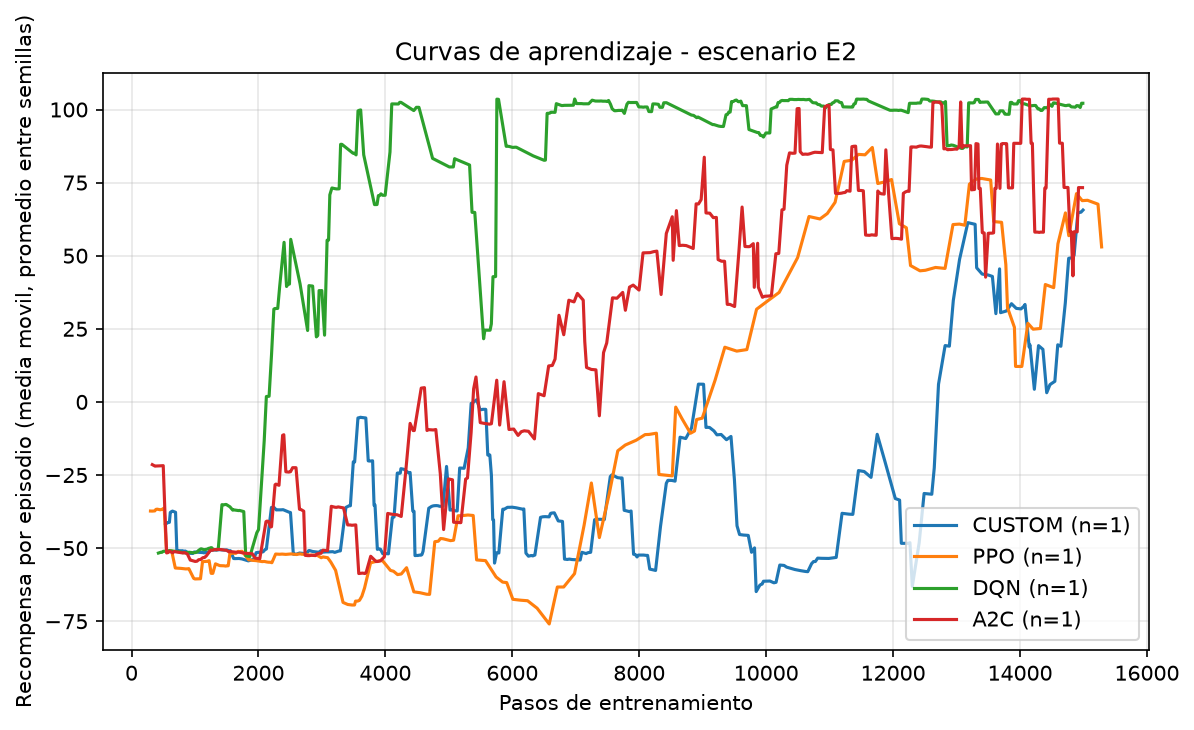 Curvas de aprendizaje - escenario E2
Recompensa por episodio (media movil, promedio entre semillas)
100
75
50
25
0
−25
−50
−75
CUSTOM (n=1)
PPO (n=1)
DQN (n=1)
A2C (n=1)
0 2000 4000 6000 8000 10000 12000 14000 16000
Pasos de entrenamiento